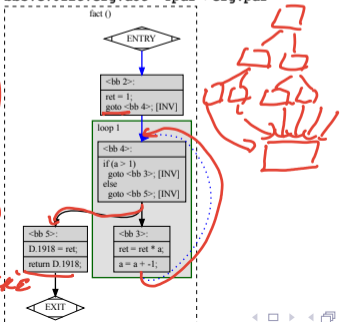 fact ()
ENTRY
<bb 2>:
ret = 1;
goto <bb 4>; [INV]
loop 1
<bb 4>:
if (a > 1)
goto <bb 3>; [INV]
else
goto <bb 5>; [INV]
<bb 5>:
D.1918 = ret;
return D.1918;
<bb 3>:
ret = ret * a;
a = a + -1;
EXIT